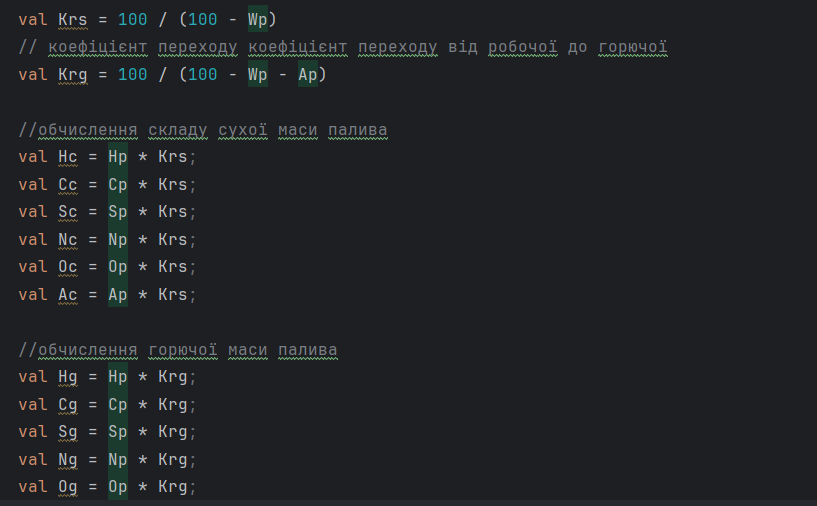 val Krs = 100 / (100 - Wp)
// коефіцієнт переходу коефіцієнт переходу від робочої до горючої
val Krg = 100 / (100 - Wp - Ap)
//обчислення складу сухої маси палива
val Hc = Hp * Krs;
val Cc = Cp * Krs;
val Sc = Sp * Krs;
val Nc = Np * Krs;
val Oc = Op * Krs;
val Ac = Ap * Krs;
//обчислення горючої маси палива
val Hg = Hp * Krg;
val Cg = Cp * Krg;
val Sg = Sp * Krg;
val Ng = Np * Krg;
val Og = Op * Krg;